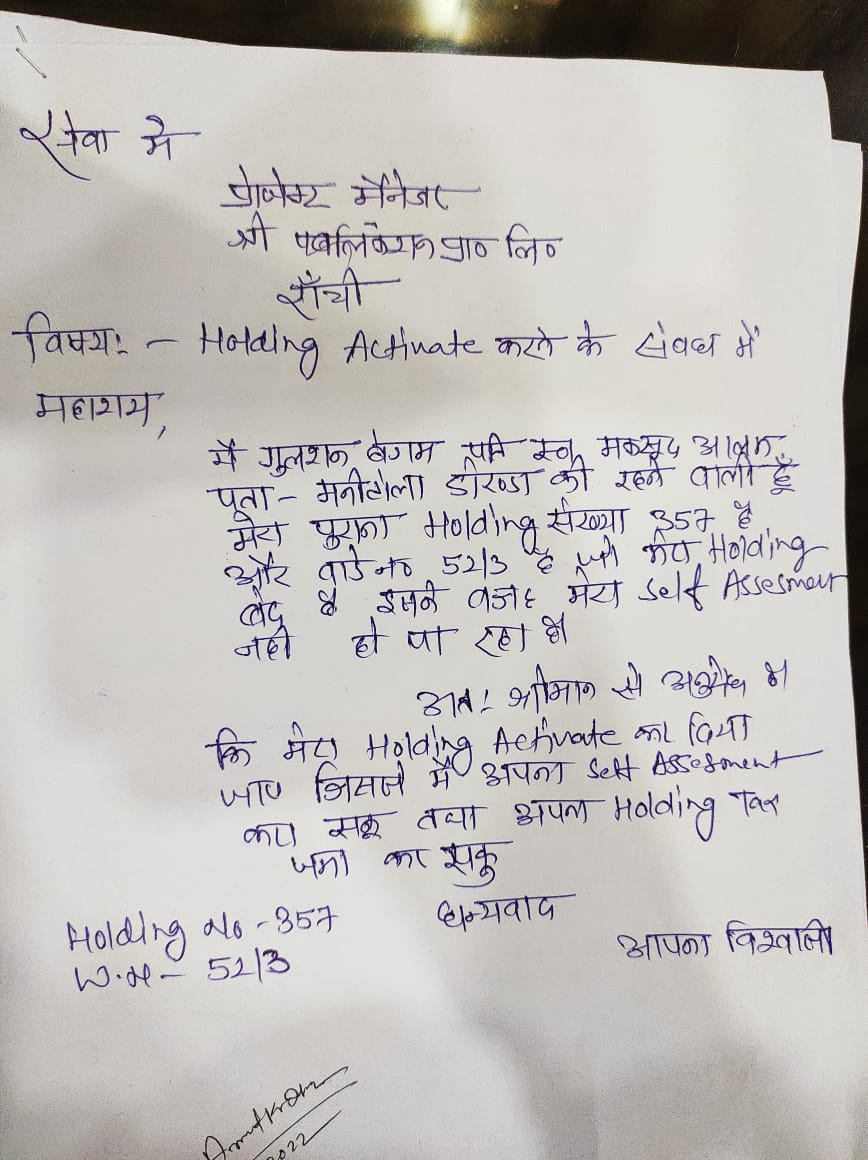 सेवा में
प्रोजेक्ट मैनेजर
श्री पब्लिकेशन प्रा० लि०
राँची
विषय:- Holding Activate करने के संबध में
महाशय,
मैं गुलशन बेगम पति स्व० मकसूद आलम
पता - मनीटोला डोरण्डा की रहने वाली हूँ
मेरा पुराना Holding संख्या 357 है
और वार्ड न० 52/3 है जो मेरा Holding
बंद है इसके वजह मेरा Self Assesment
नही हो पा रहा है।
अतः श्रीमान से अनुरोध है
कि मेरा Holding Activate कर दिया
जाए जिससे मैं अपना Self Assesment
करा सकू तथा अपना Holding Tax
जमा कर सकु
धन्यवाद
Holding No - 357
W.N - 52/3
आपना विश्वासी
2022